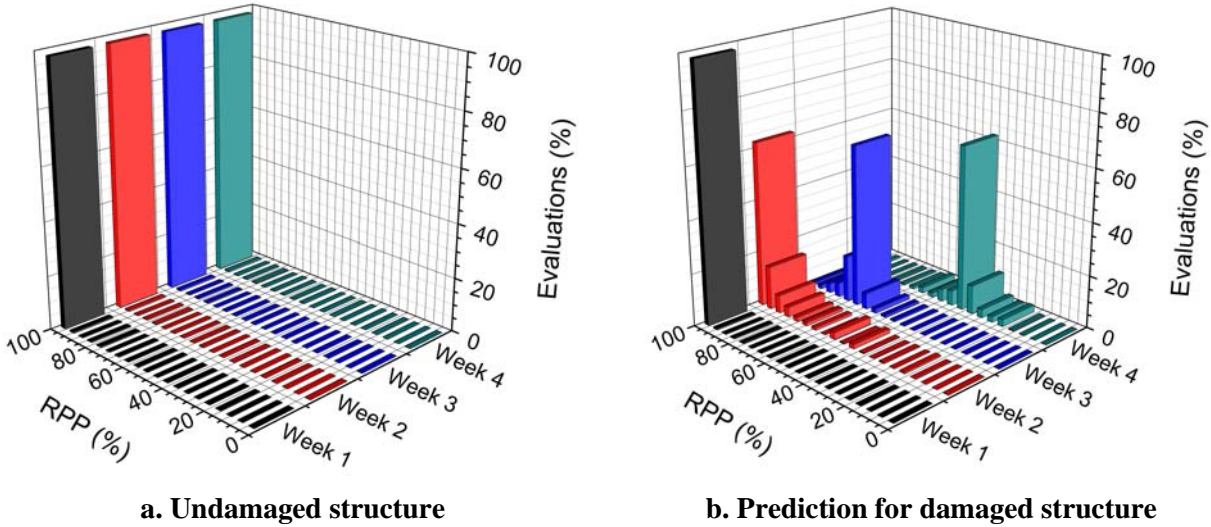 100
80
60
40
20
0
Evaluations (%)
100
80
60
40
20
0
RPP (%)
Week 1
Week 2
Week 3
Week 4
100
80
60
40
20
0
Evaluations (%)
100
80
60
40
20
0
RPP (%)
Week 1
Week 2
Week 3
Week 4
a. Undamaged structure
b. Prediction for damaged structure